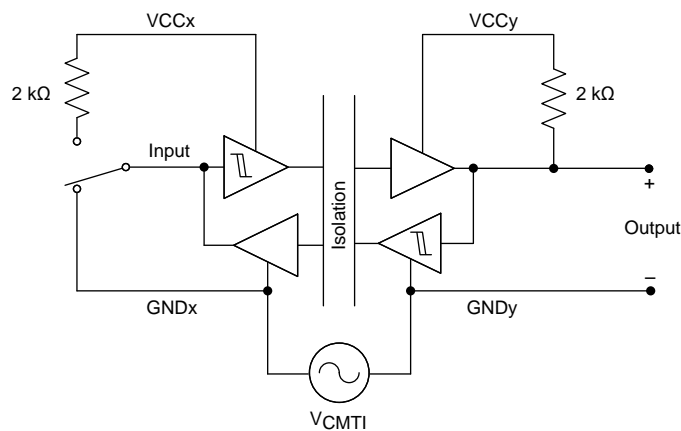 VCCx
VCCy
2 kΩ
2 kΩ
Input
Isolation
+
Output
–
GNDx
GNDy
VCMTI